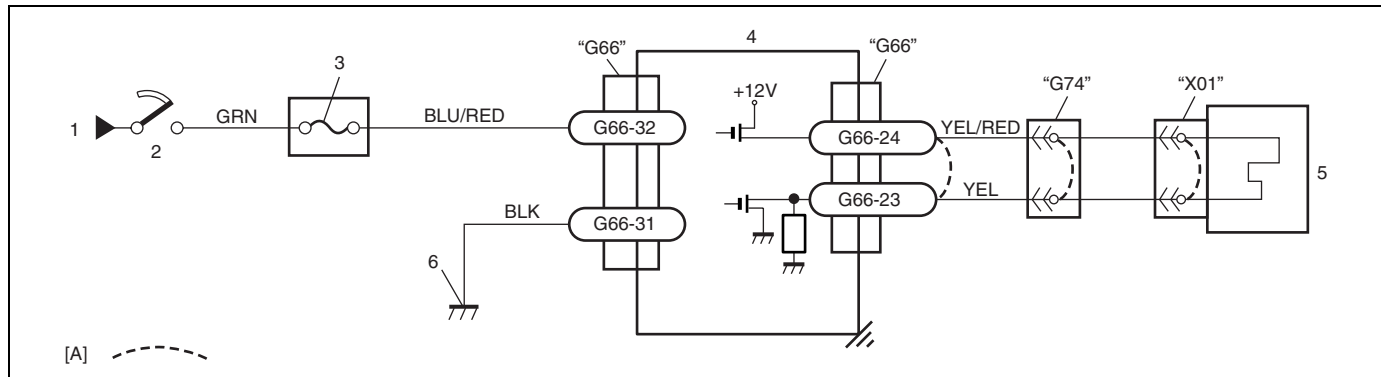 “G66”
4
“G66”
3
“G74”
“X01”
+12V
1
2
GRN
BLU/RED
G66-32
G66-24
YEL/RED
5
G66-23
YEL
BLK
G66-31
6
[A]